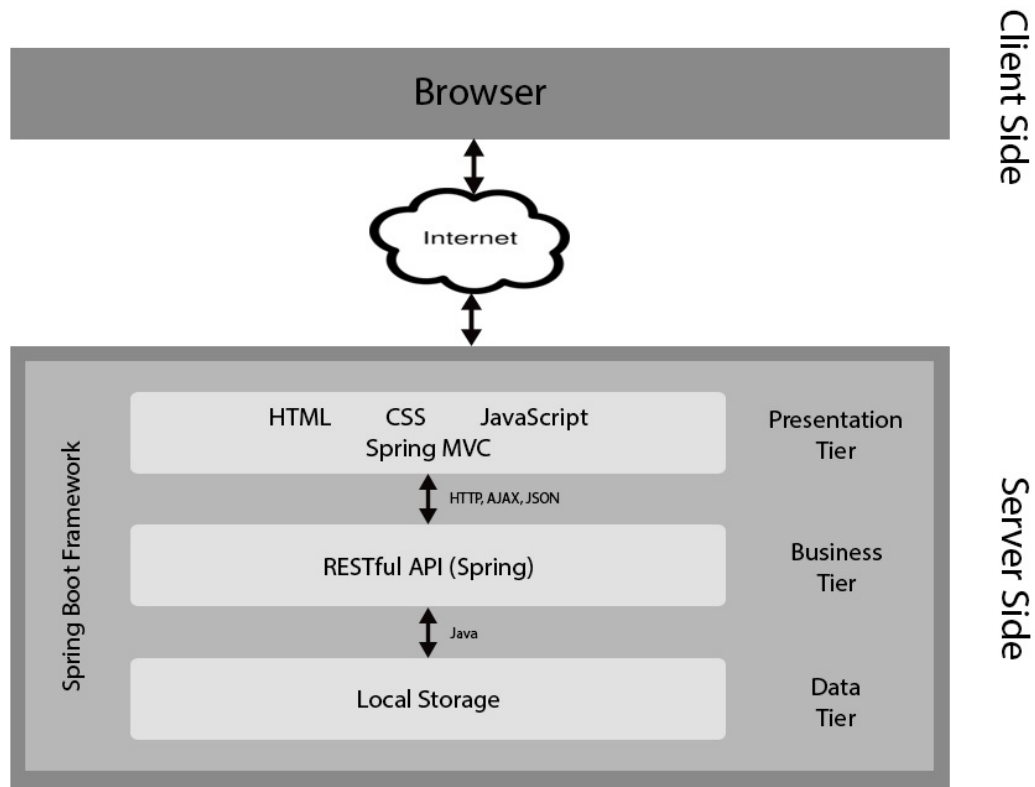 Client Side
Browser
Internet
Server Side
Spring Boot Framework
HTML CSS JavaScript
Spring MVC
Presentation
Tier
HTTP, AJAX, JSON
RESTful API (Spring)
Business
Tier
Java
Local Storage
Data
Tier